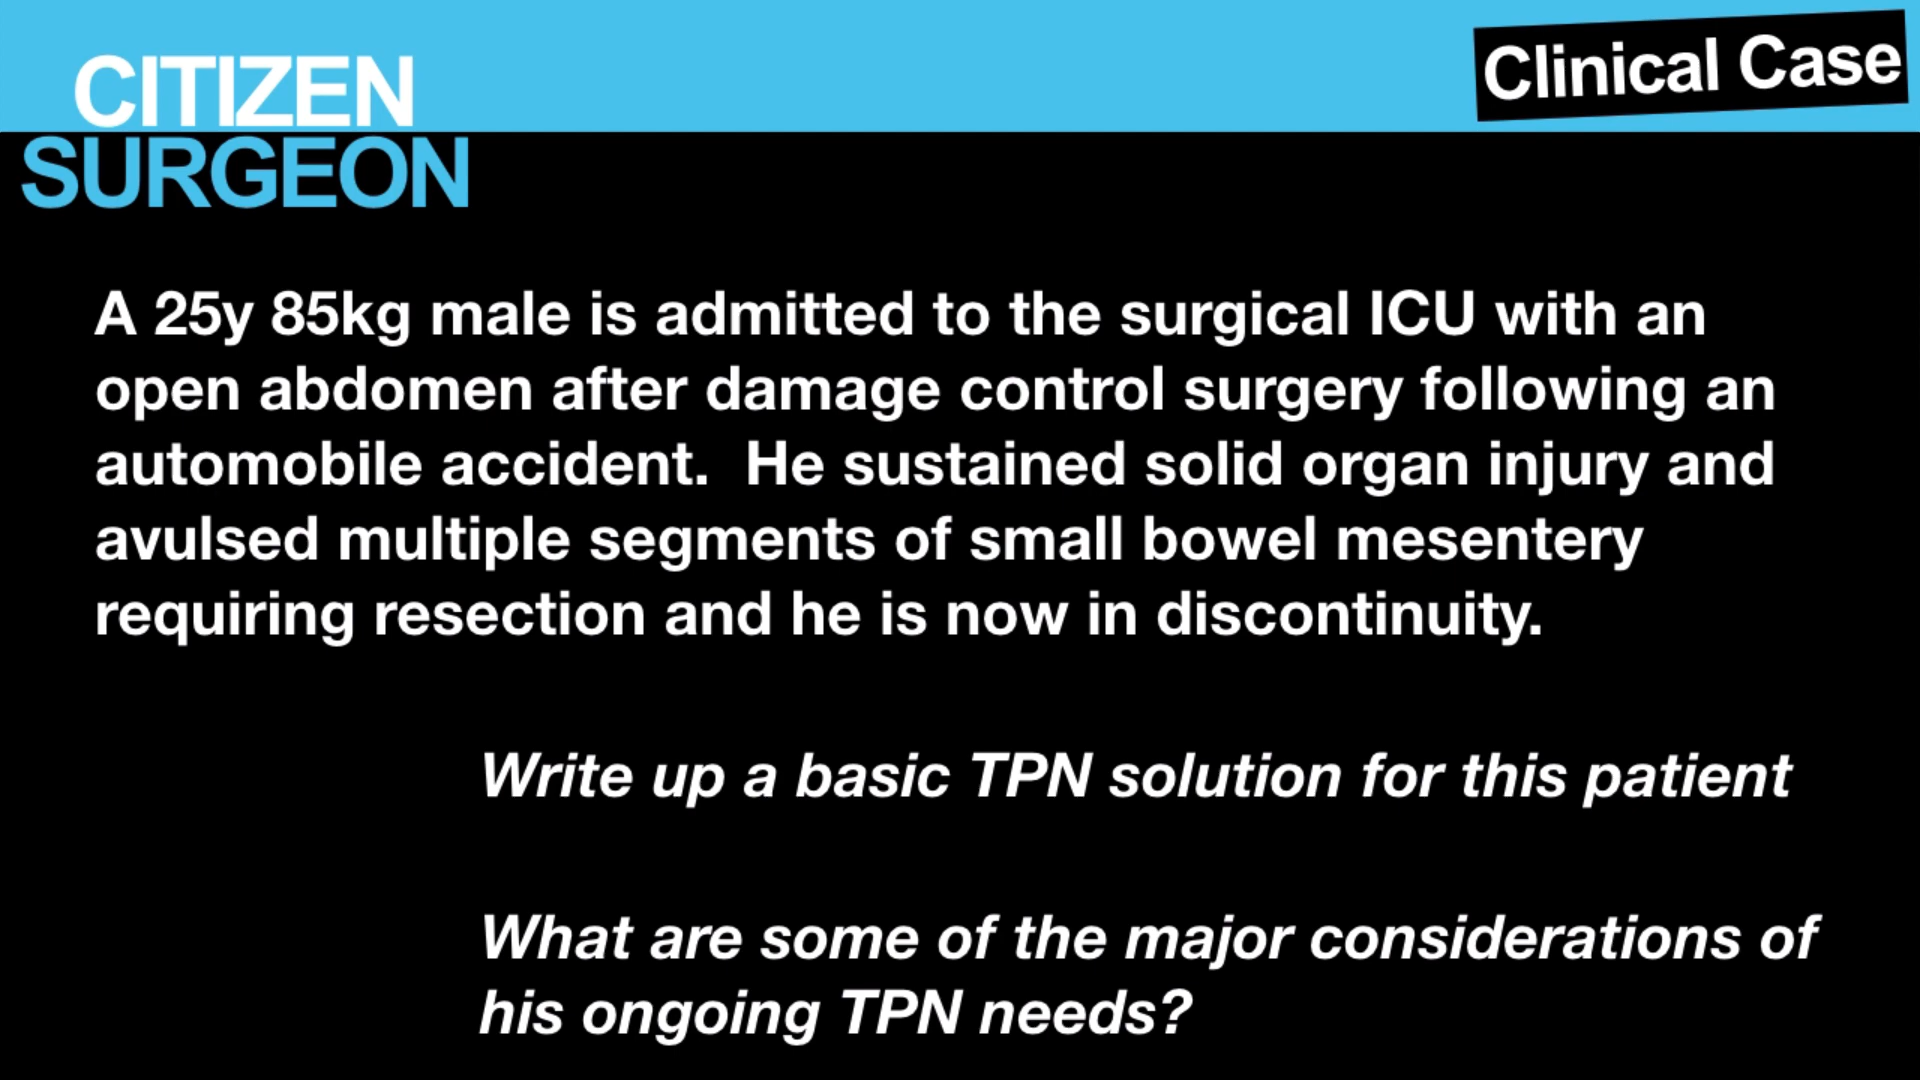 CITIZEN
SURGEON
Clinical Case
A 25y 85kg male is admitted to the surgical ICU with an
open abdomen after damage control surgery following an
automobile accident.  He sustained solid organ injury and
avulsed multiple segments of small bowel mesentery
requiring resection and he is now in discontinuity.
Write up a basic TPN solution for this patient
What are some of the major considerations of
his ongoing TPN needs?